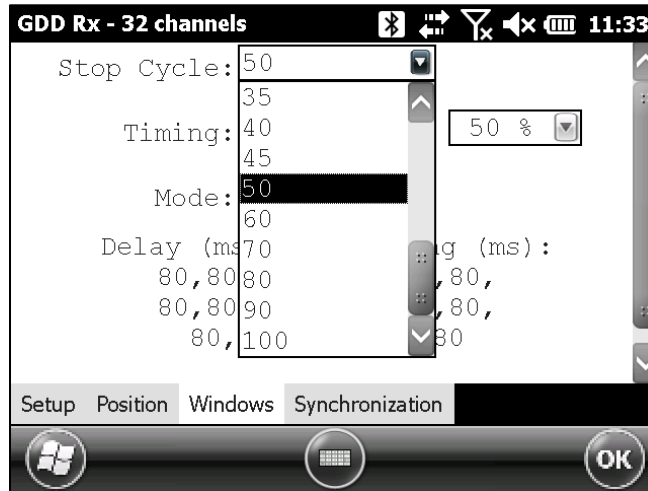 GDD Rx - 32 channels 11:33
Stop Cycle: 50
35
Timing: 40 50 %
45
Mode: 50
60
Delay (ms 70 g (ms):
80,80 80 ,80,
80,80 90 ,80,
80, 100 80
Setup Position Windows Synchronization
OK